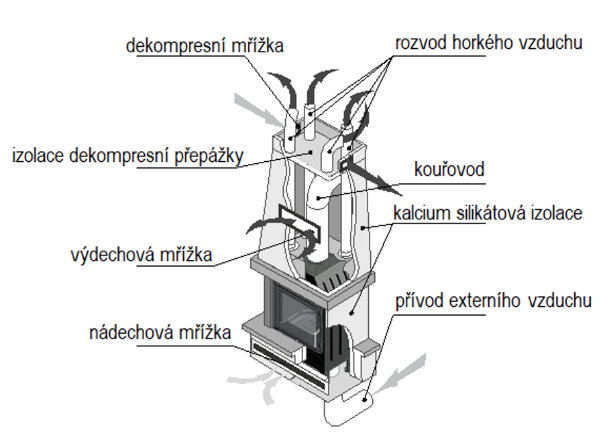 dekompresní mřížka
rozvod horkého vzduchu
izolace dekompresní přepážky
kouřovod
kalcium silikátová izolace
výdechová mřížka
přívod externího vzduchu
nádechová mřížka